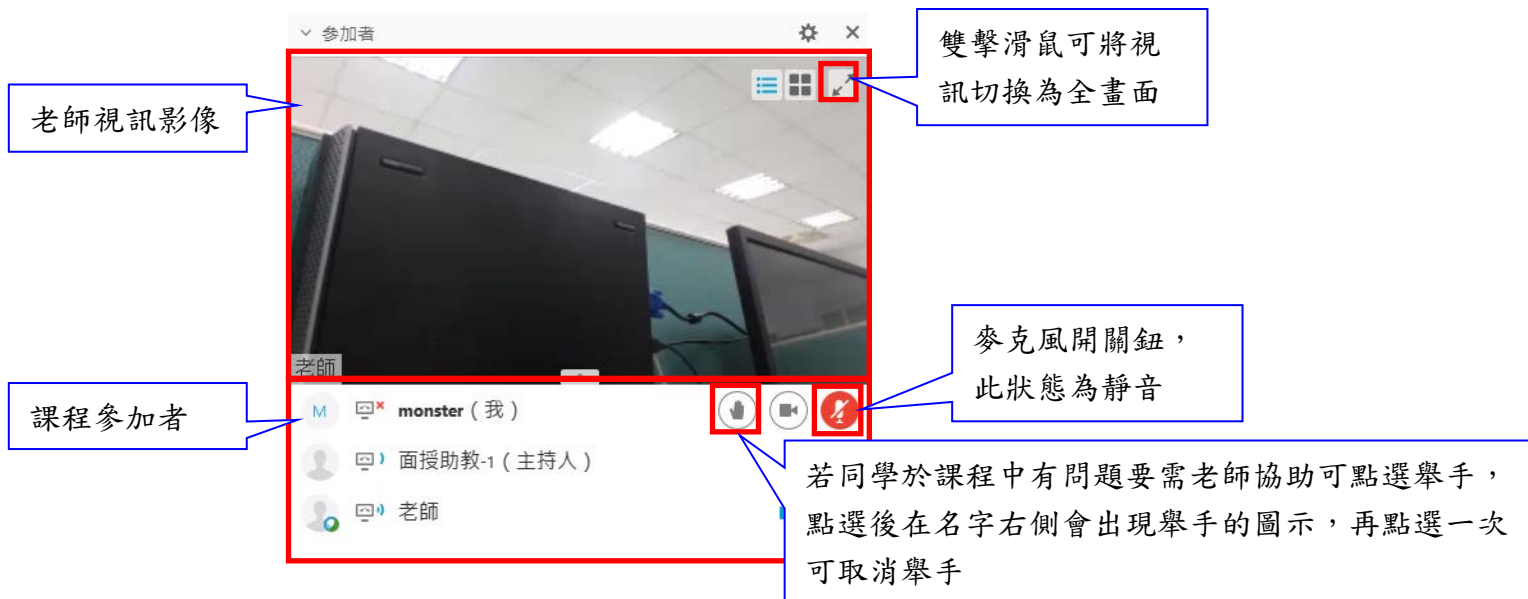 參加者
雙擊滑鼠可將視
訊切換為全畫面
老師視訊影像
老師
麥克風開關鈕，
此狀態為靜音
課程參加者
M monster（我）
面授助教-1（主持人）
老師
若同學於課程中有問題要需老師協助可點選舉手，
點選後在名字右側會出現舉手的圖示，再點選一次
可取消舉手